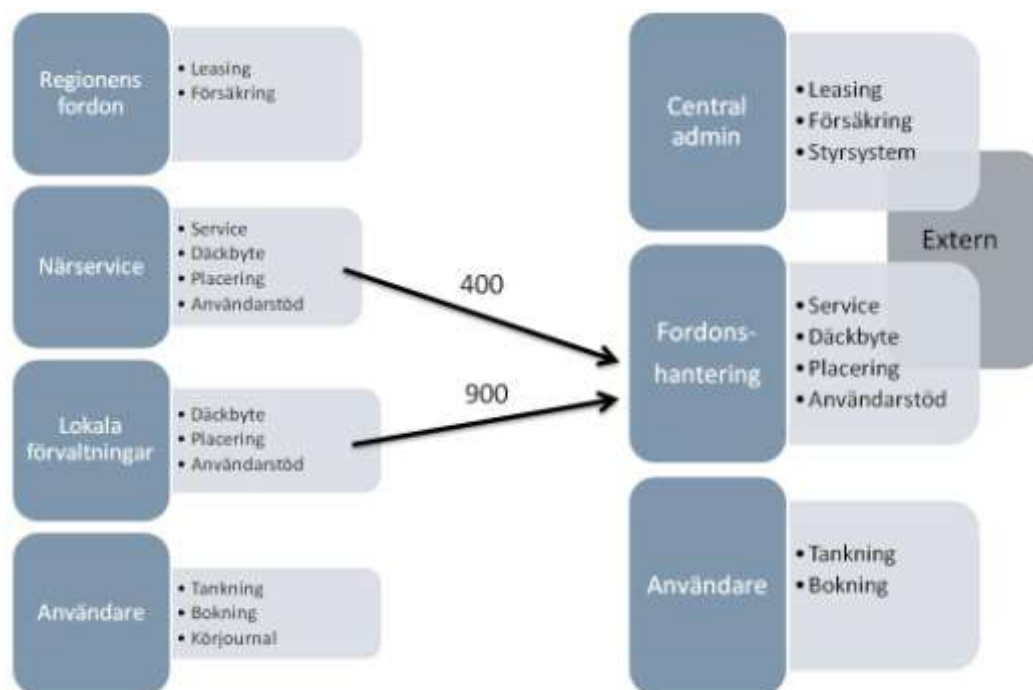 Regionens
fordon
• Leasing
• Försäkring
Närservice
• Service
• Däckbyte
• Placering
• Användarstöd
Lokala
förvaltningar
• Däckbyte
• Placering
• Användarstöd
Användare
• Tankning
• Bokning
• Körjournal
400
900
Central
admin
• Leasing
• Försäkring
• Styrsystem
Extern
Fordons-
hantering
• Service
• Däckbyte
• Placering
• Användarstöd
Användare
• Tankning
• Bokning